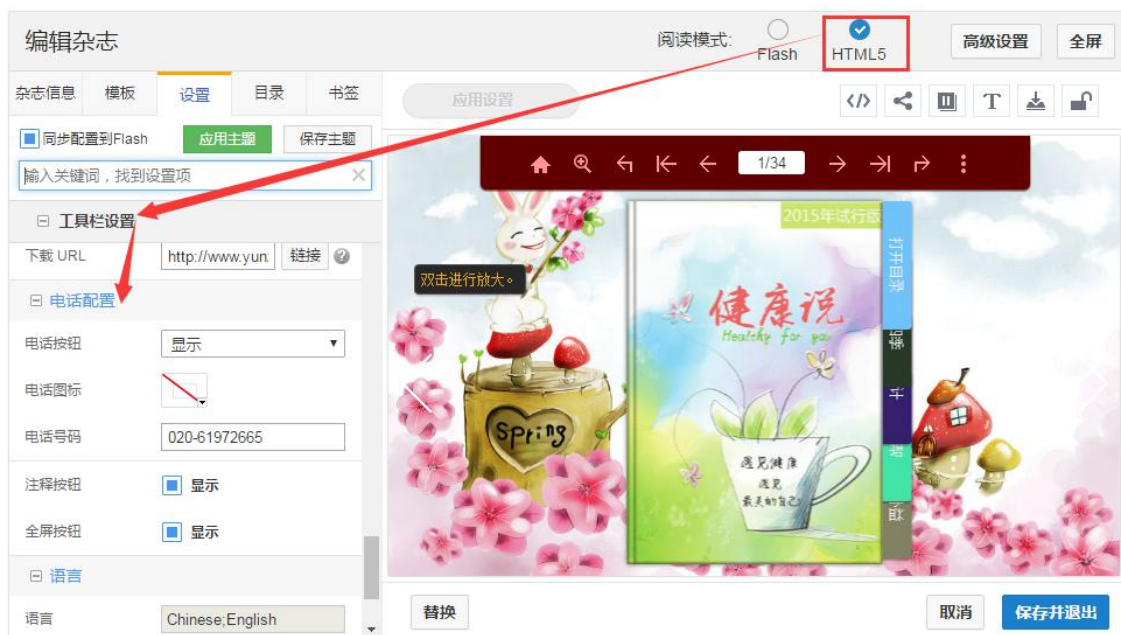 编辑杂志
阅读模式:
Flash
HTML5
高级设置
全屏
杂志信息
模板
设置
目录
书签
应用设置
同步配置到Flash
应用主题
保存主题
输入关键词，找到设置项
1/34
工具栏设置
下载 URL
http://www.yun
链接
电话配置
电话按钮
显示
电话图标
电话号码
020-61972665
注释按钮
显示
全屏按钮
显示
语言
语言
Chinese;English
双击进行放大。
Spring
2015年试行版
健康说
Healthy for you
遇见健康
遇见
最美的自己
打开目录
替换
取消
保存并退出